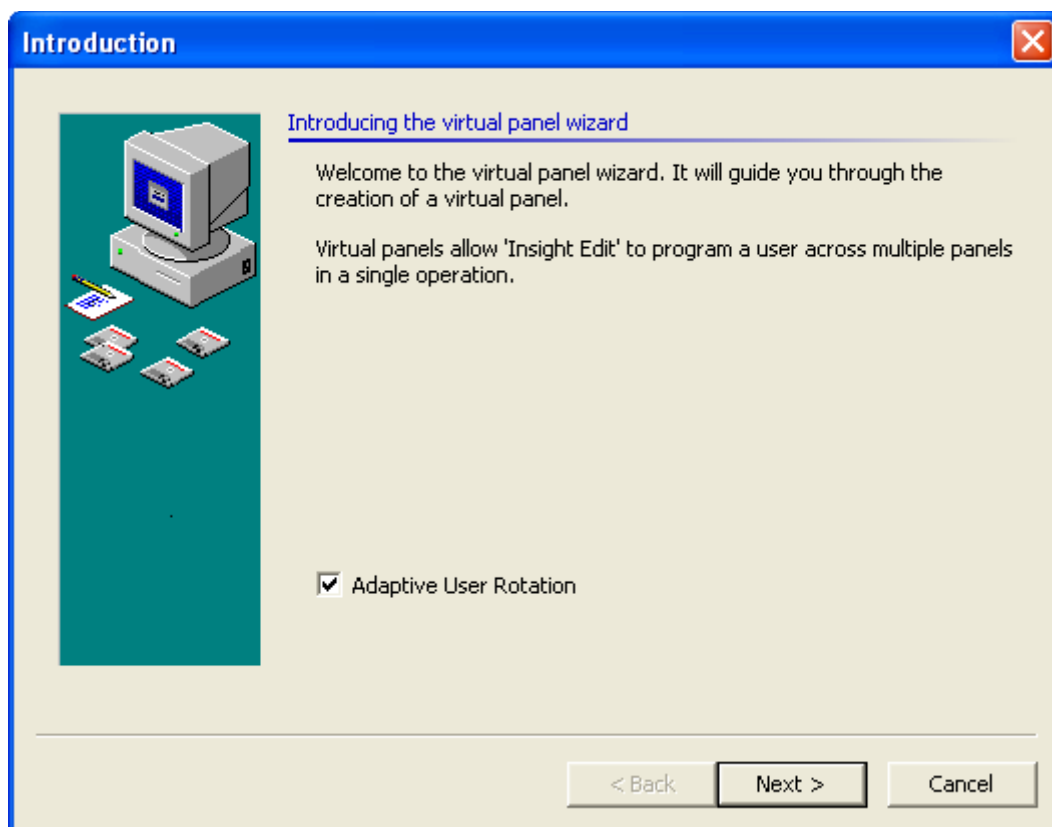 Introduction
Introducing the virtual panel wizard
Welcome to the virtual panel wizard. It will guide you through the
creation of a virtual panel.
Virtual panels allow 'Insight Edit' to program a user across multiple panels
in a single operation.
Adaptive User Rotation
< Back
Next >
Cancel